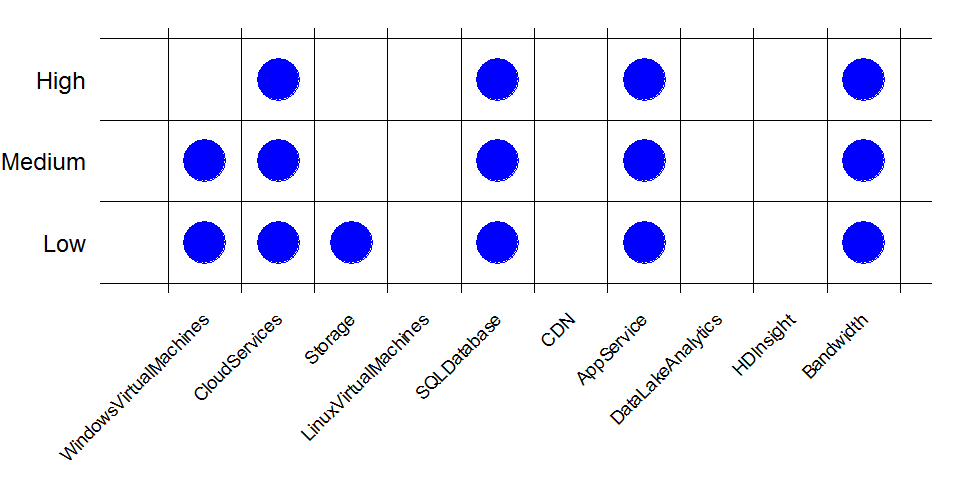 High
Medium
Low
WindowsVirtualMachines
CloudServices
Storage
LinuxVirtualMachines
SQLDatabase
CDN
AppService
DataLakeAnalytics
HDInsight
Bandwidth